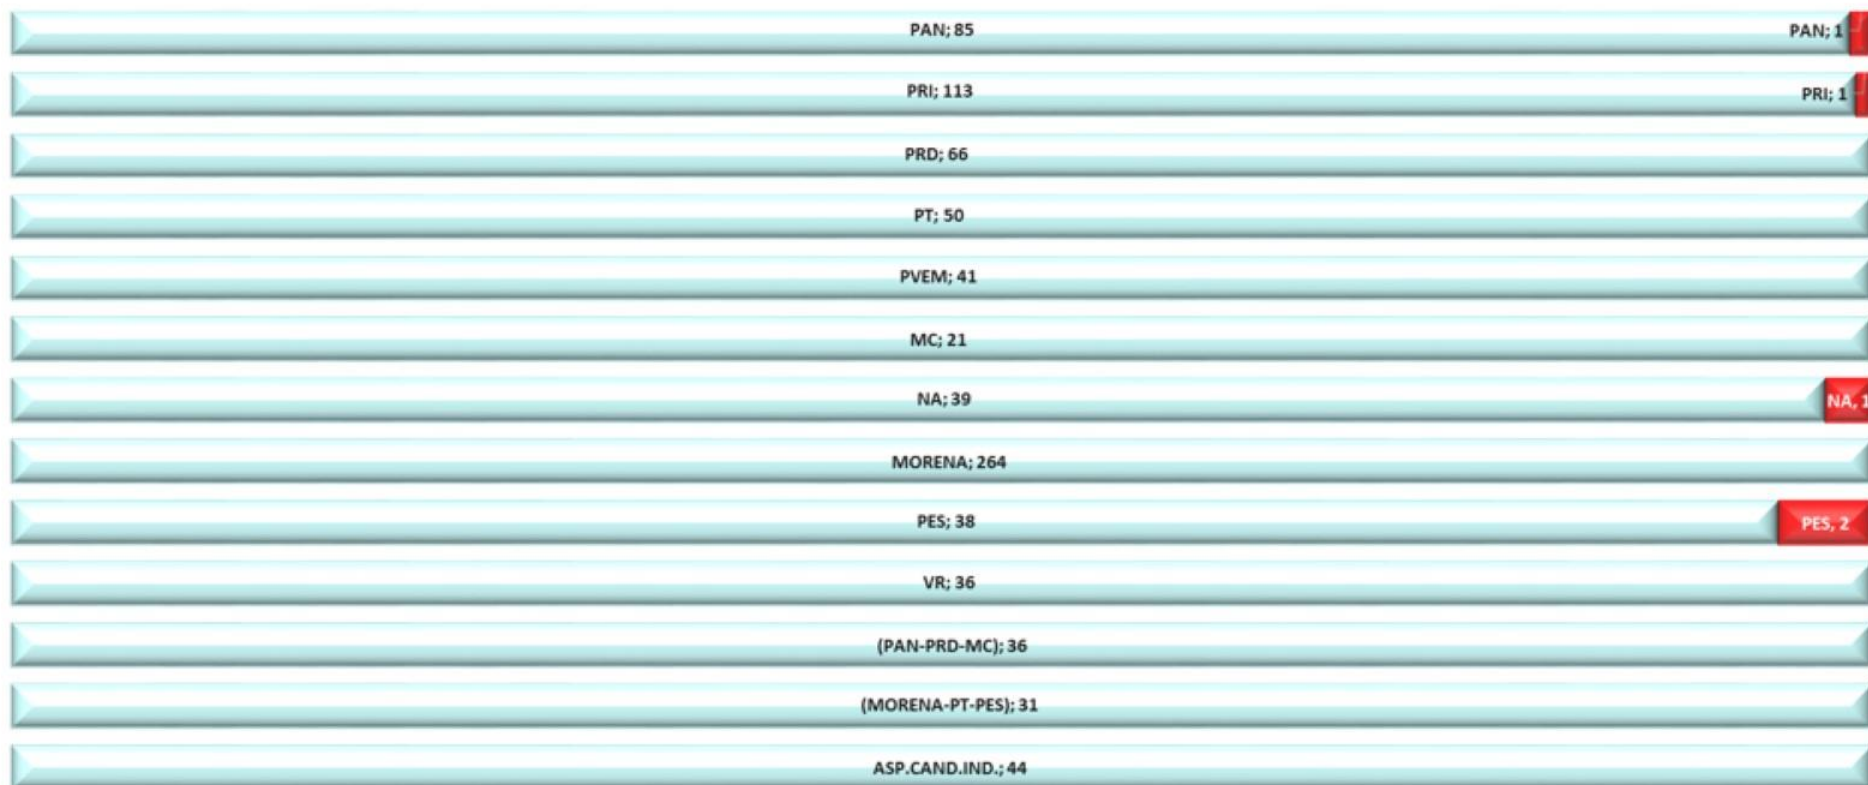 PAN; 85 PAN; 1
PRI; 113 PRI; 1
PRD; 66
PT; 50
PVEM; 41
MC; 21
NA; 39 NA, 1
MORENA; 264
PES; 38 PES, 2
VR; 36
(PAN-PRD-MC); 36
(MORENA-PT-PES); 31
ASP.CAND.IND.; 44